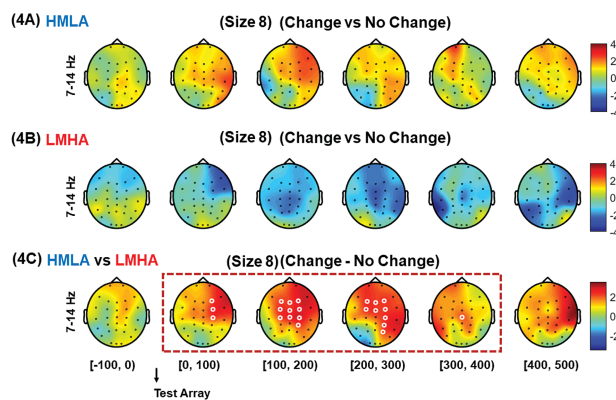 (4A) HMLA (Size 8) (Change vs No Change)
7-14 Hz
4
2
0
-2
-4
(4B) LMHA (Size 8) (Change vs No Change)
7-14 Hz
4
2
0
-2
-4
(4C) HMLA vs LMHA (Size 8)(Change - No Change)
7-14 Hz
2
0
-2
[-100, 0) [0, 100) [100, 200) [200, 300) [300, 400) [400, 500)
Test Array